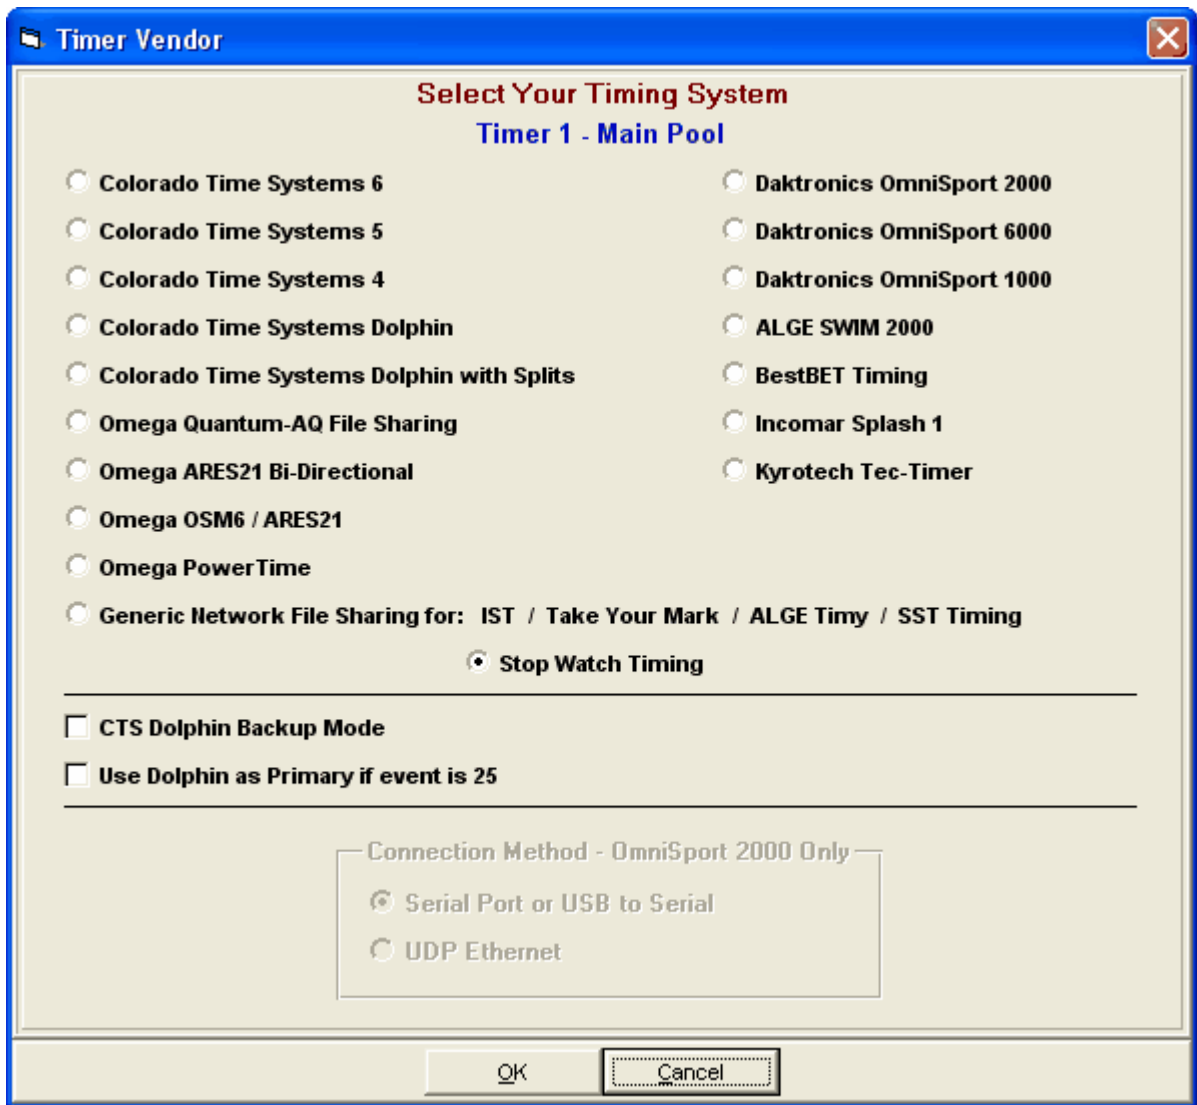 Timer Vendor
Select Your Timing System
Timer 1 - Main Pool
Colorado Time Systems 6
Colorado Time Systems 5
Colorado Time Systems 4
Colorado Time Systems Dolphin
Colorado Time Systems Dolphin with Splits
Omega Quantum-AQ File Sharing
Omega ARES21 Bi-Directional
Omega OSM6 / ARES21
Omega PowerTime
Daktronics OmniSport 2000
Daktronics OmniSport 6000
Daktronics OmniSport 1000
ALGE SWIM 2000
BestBET Timing
Incomar Splash 1
Kyrotech Tec-Timer
Generic Network File Sharing for: IST / Take Your Mark / ALGE Timy / SST Timing
Stop Watch Timing
CTS Dolphin Backup Mode
Use Dolphin as Primary if event is 25
Connection Method - OmniSport 2000 Only
Serial Port or USB to Serial
UDP Ethernet
OK
Cancel